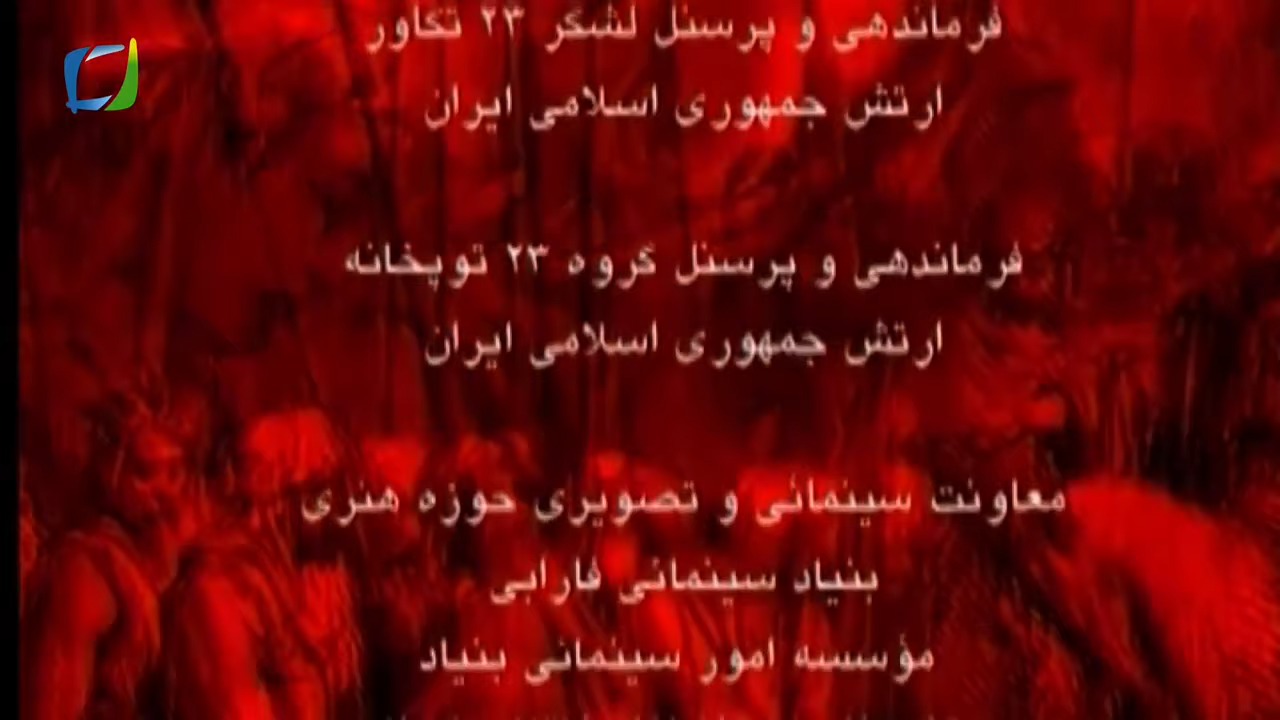 فرماندهی و پرسنل لشگر ۲۳ تکاور
ارتش جمهوری اسلامی ایران
فرماندهی و پرسنل گروه ۲۳ توپخانه
ارتش جمهوری اسلامی ایران
معاونت سینمائی و تصویری حوزه هنری
بنیاد سینمائی فارابی
مؤسسه امور سینمائی بنیاد